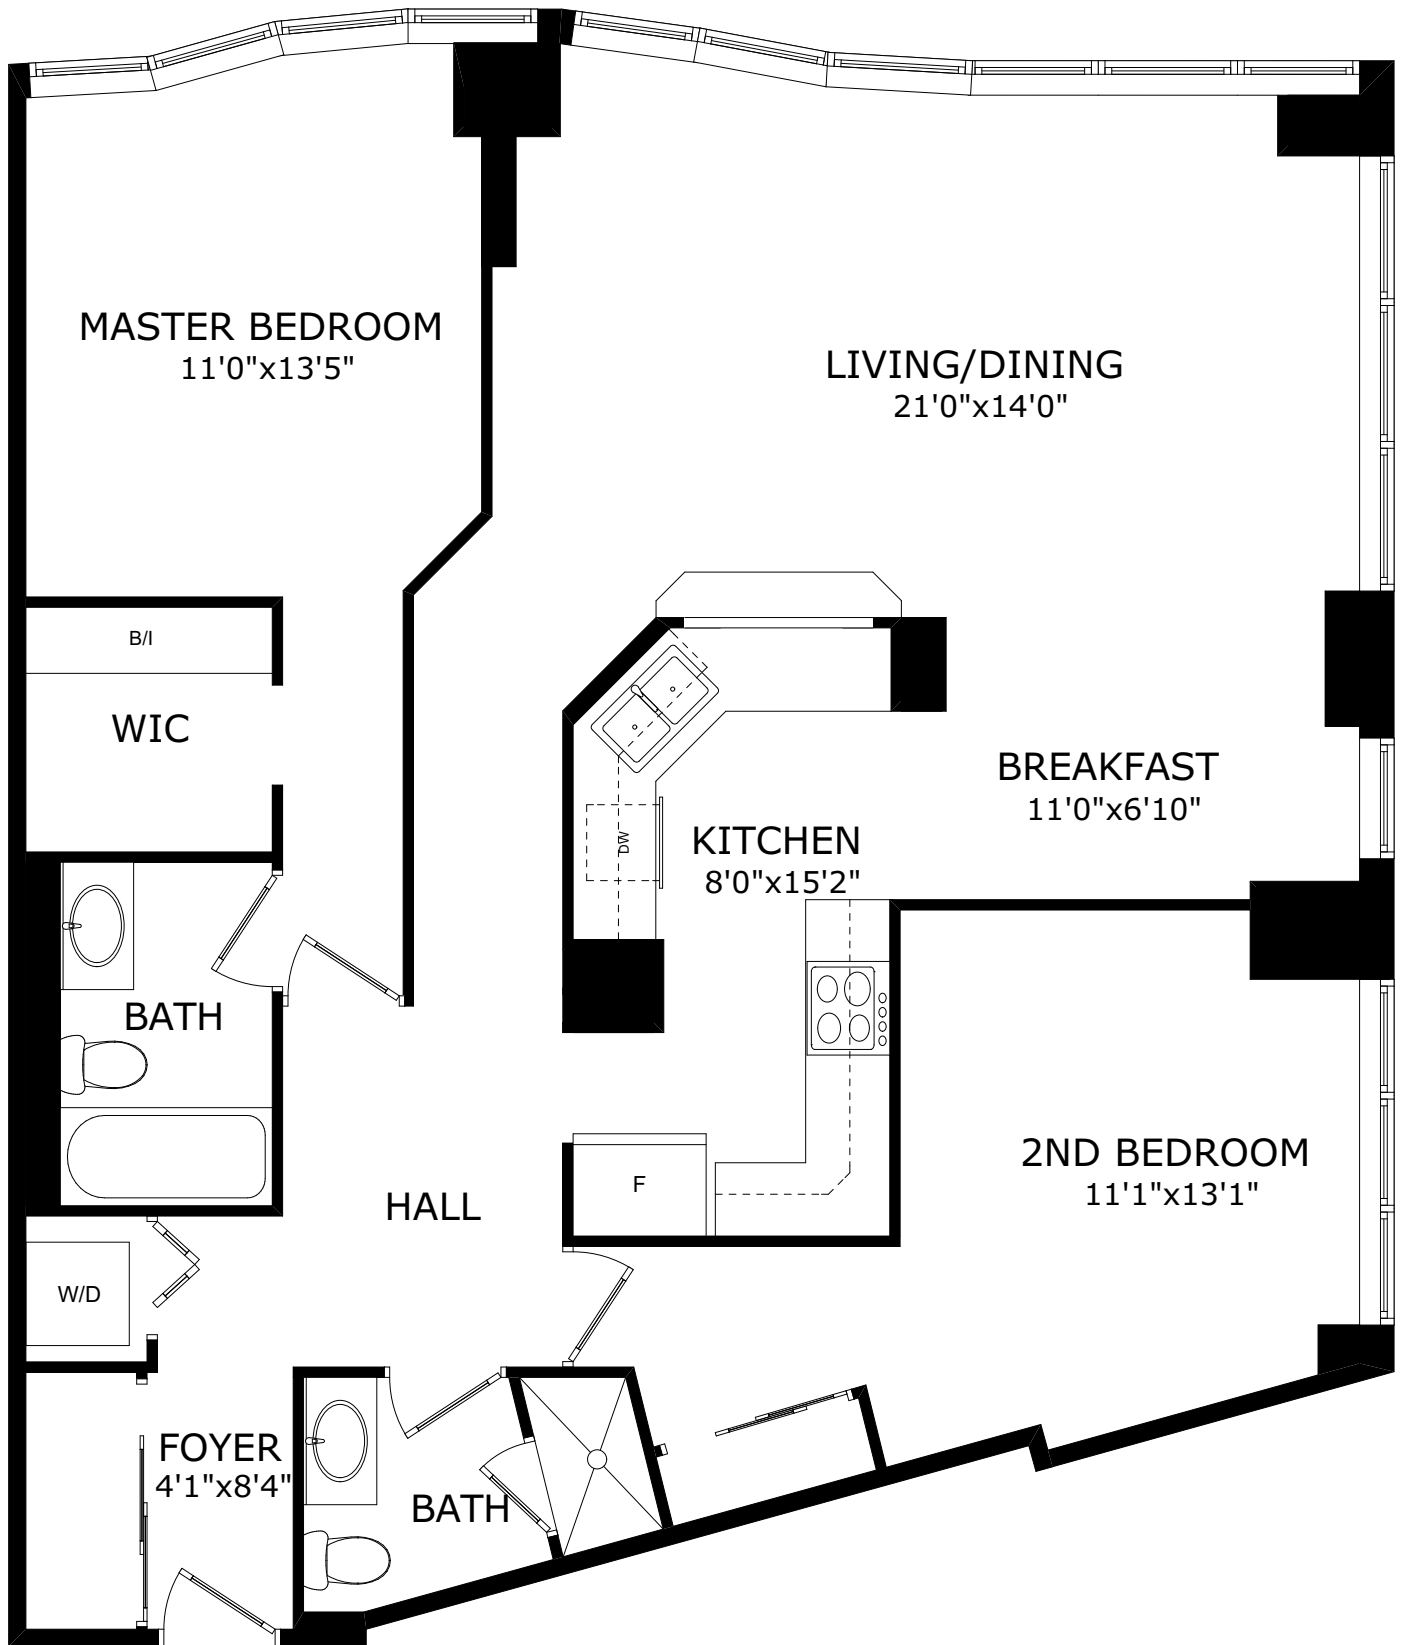 MASTER BEDROOM
11'0"x13'5"
LIVING/DINING
21'0"x14'0"
B/I
WIC
BREAKFAST
11'0"x6'10"
DW
KITCHEN
8'0"x15'2"
BATH
2ND BEDROOM
11'1"x13'1"
F
HALL
W/D
FOYER
4'1"x8'4"
BATH